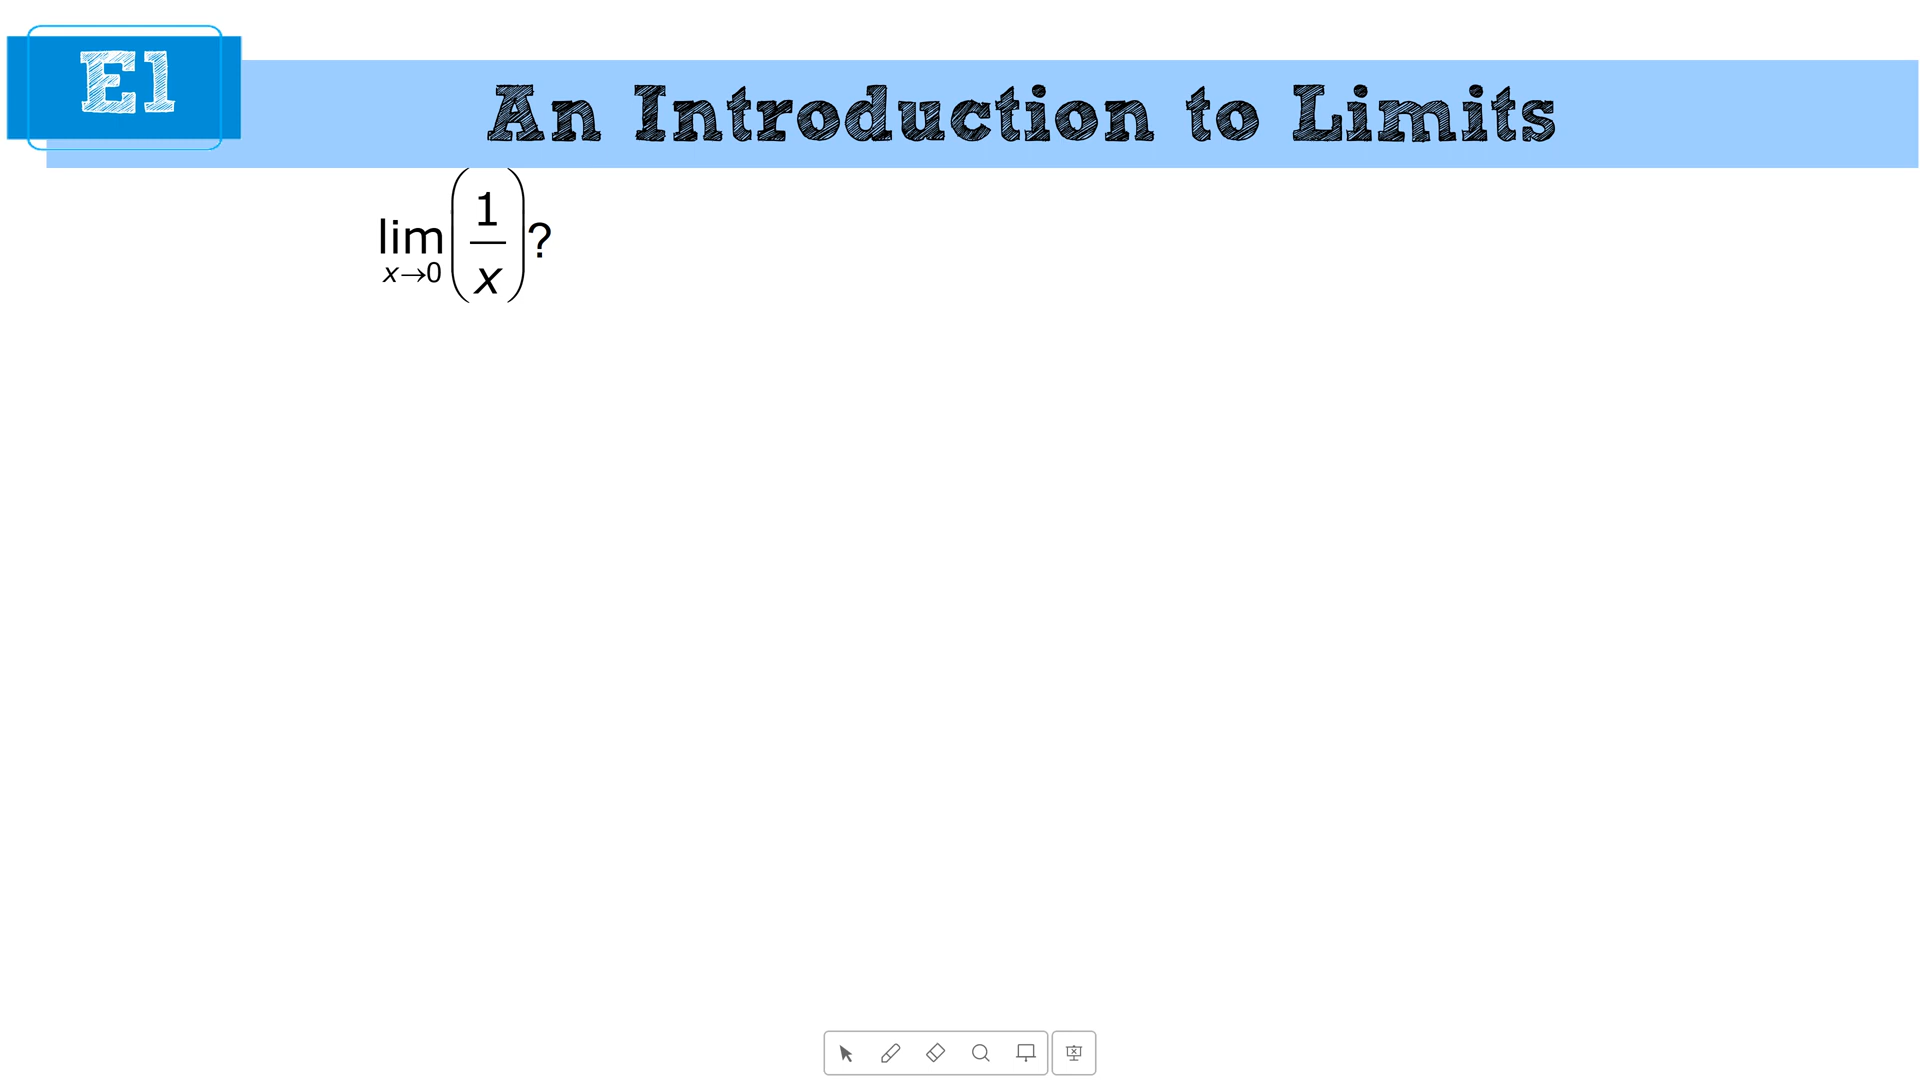 E1
An Introduction to Limits
lim x→0 (1/x)?